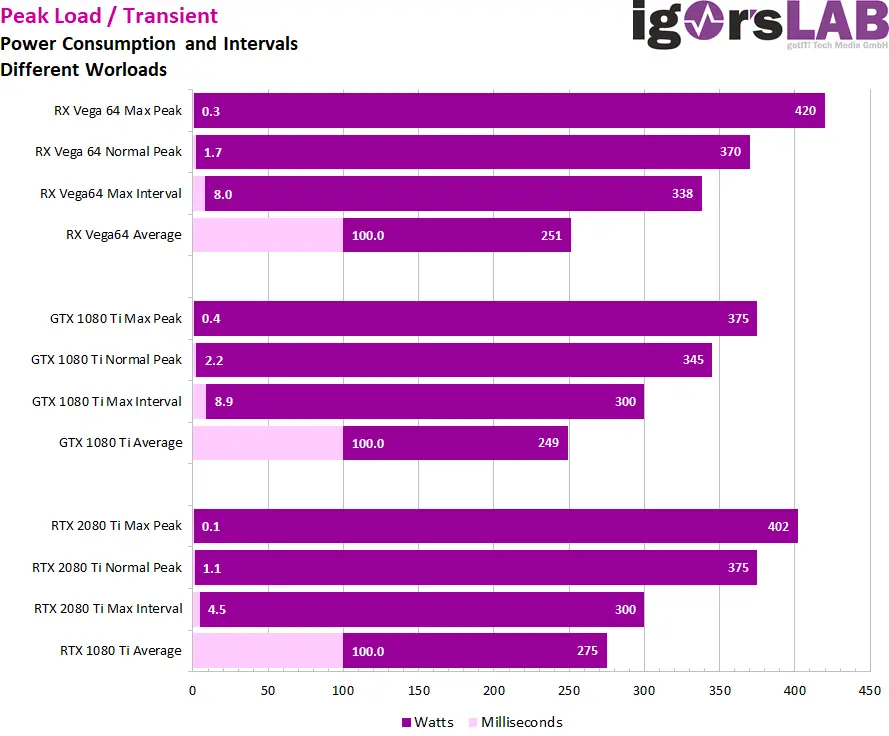 Peak Load / Transient
igorsLAB
Power Consumption and Intervals
gotIT! Tech Media GmbH
Different Worloads
RX Vega 64 Max Peak 0.3 420
RX Vega 64 Normal Peak 1.7 370
RX Vega64 Max Interval 8.0 338
RX Vega64 Average 100.0 251
GTX 1080 Ti Max Peak 0.4 375
GTX 1080 Ti Normal Peak 2.2 345
GTX 1080 Ti Max Interval 8.9 300
GTX 1080 Ti Average 100.0 249
RTX 2080 Ti Max Peak 0.1 402
RTX 2080 Ti Normal Peak 1.1 375
RTX 2080 Ti Max Interval 4.5 300
RTX 1080 Ti Average 100.0 275
0 50 100 150 200 250 300 350 400 450
Watts Milliseconds